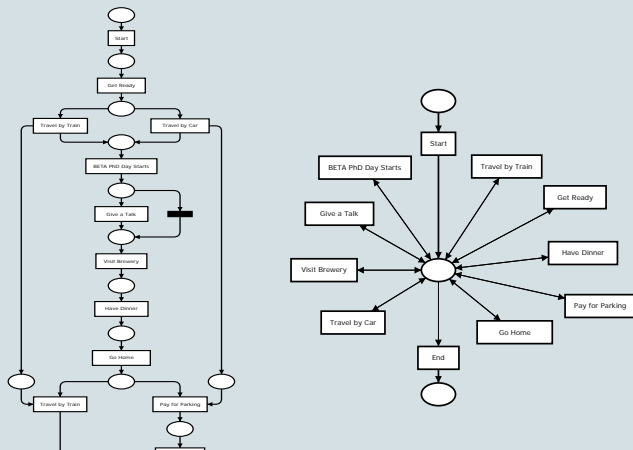 Start
Get Ready
Travel by Train
Travel by Car
BETA PhD Day Starts
Give a Talk
Visit Brewery
Have Dinner
Go Home
Travel by Train
Pay for Parking
Start
BETA PhD Day Starts
Travel by Train
Get Ready
Give a Talk
Have Dinner
Visit Brewery
Pay for Parking
Travel by Car
Go Home
End